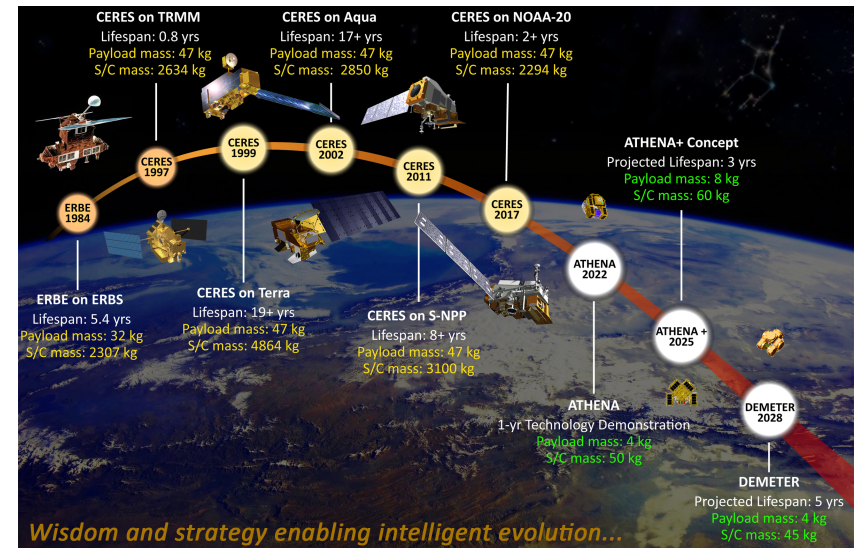 CERES on TRMM
Lifespan: 0.8 yrs
Payload mass: 47 kg
S/C mass: 2634 kg
CERES on Aqua
Lifespan: 17+ yrs
Payload mass: 47 kg
S/C mass:  2850 kg
CERES on NOAA-20
Lifespan: 2+ yrs
Payload mass: 47 kg
S/C mass: 2294 kg
ERBE
1984
CERES
1997
CERES
1999
CERES
2002
CERES
2011
CERES
2017
ATHENA
2022
ATHENA +
2025
DEMETER
2028
ATHENA+ Concept
Projected Lifespan: 3 yrs
Payload mass: 8 kg
S/C mass: 60 kg
ERBE on ERBS
Lifespan: 5.4 yrs
Payload mass: 32 kg
S/C mass: 2307 kg
CERES on Terra
Lifespan: 19+ yrs
Payload mass: 47 kg
S/C mass: 4864 kg
CERES on S-NPP
Lifespan: 8+ yrs
Payload mass: 47 kg
S/C mass: 3100 kg
ATHENA
1-yr Technology Demonstration
Payload mass: 4 kg
S/C mass: 50 kg
DEMETER
Projected Lifespan: 5 yrs
Payload mass: 4 kg
S/C mass: 45 kg
Wisdom and strategy enabling intelligent evolution...